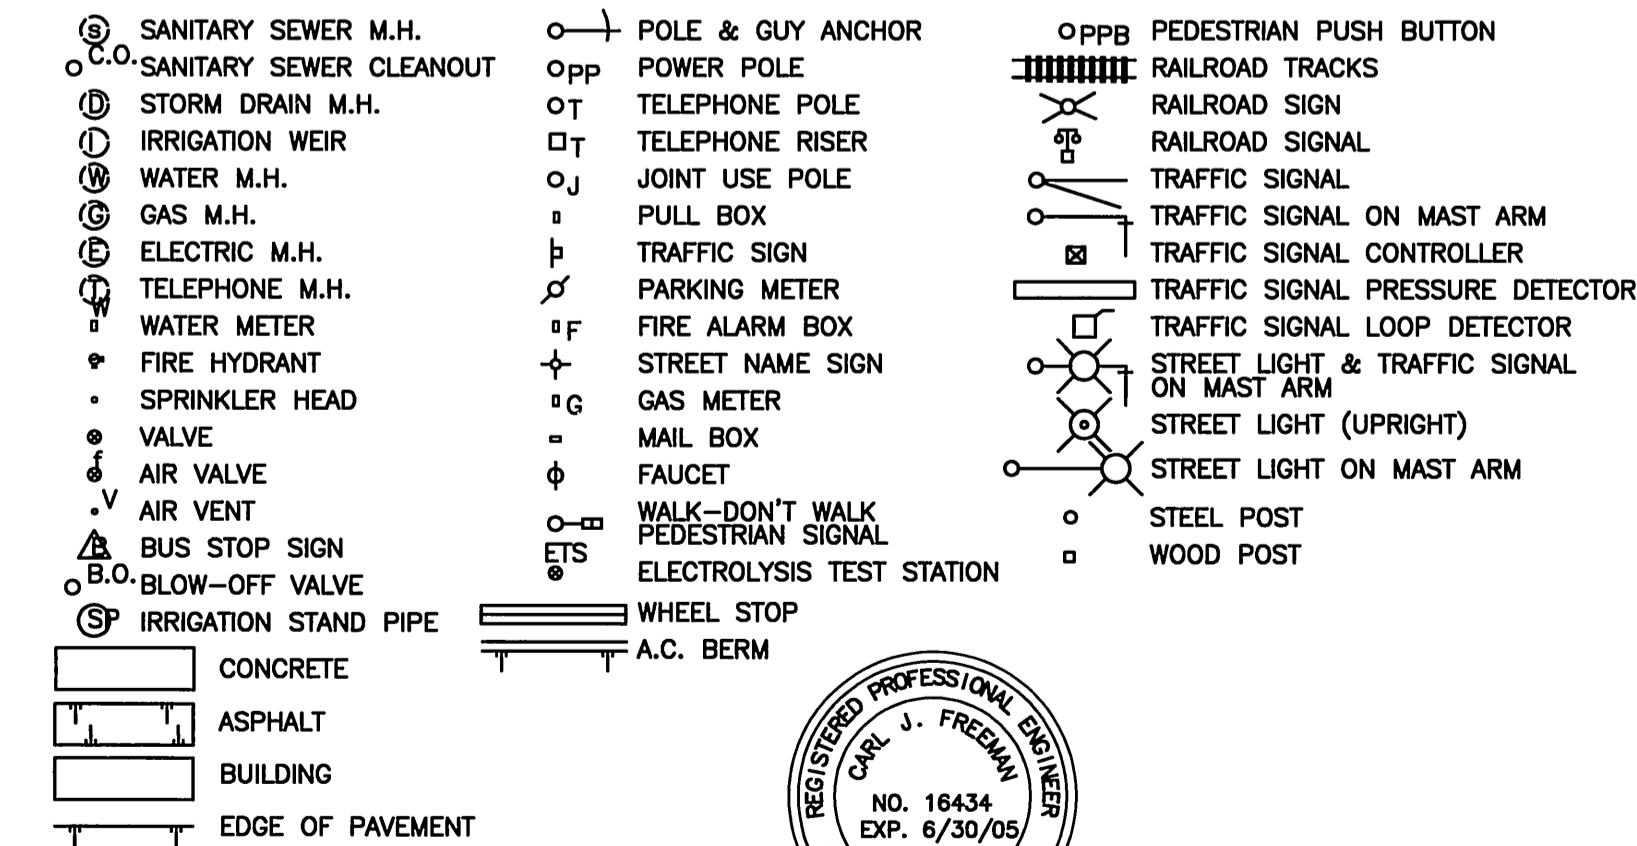 S SANITARY SEWER M.H.
C.O. SANITARY SEWER CLEANOUT
D STORM DRAIN M.H.
I IRRIGATION WEIR
W WATER M.H.
G GAS M.H.
E ELECTRIC M.H.
T TELEPHONE M.H.
W
WATER METER
FIRE HYDRANT
SPRINKLER HEAD
VALVE
f
AIR VALVE
V AIR VENT
B BUS STOP SIGN
B.O. BLOW-OFF VALVE
SP IRRIGATION STAND PIPE
CONCRETE
ASPHALT
BUILDING
EDGE OF PAVEMENT
POLE & GUY ANCHOR
PP POWER POLE
T TELEPHONE POLE
T TELEPHONE RISER
J JOINT USE POLE
PULL BOX
TRAFFIC SIGN
PARKING METER
F FIRE ALARM BOX
STREET NAME SIGN
G GAS METER
MAIL BOX
FAUCET
WALK-DON'T WALK
PEDESTRIAN SIGNAL
ETS
ELECTROLYSIS TEST STATION
WHEEL STOP
A.C. BERM
PPB PEDESTRIAN PUSH BUTTON
RAILROAD TRACKS
RAILROAD SIGN
RAILROAD SIGNAL
TRAFFIC SIGNAL
TRAFFIC SIGNAL ON MAST ARM
TRAFFIC SIGNAL CONTROLLER
TRAFFIC SIGNAL PRESSURE DETECTOR
TRAFFIC SIGNAL LOOP DETECTOR
STREET LIGHT & TRAFFIC SIGNAL
ON MAST ARM
STREET LIGHT (UPRIGHT)
STREET LIGHT ON MAST ARM
STEEL POST
WOOD POST
REGISTERED PROFESSIONAL ENGINEER
CARL J. FREEMAN
NO. 16434
EXP. 6/30/05